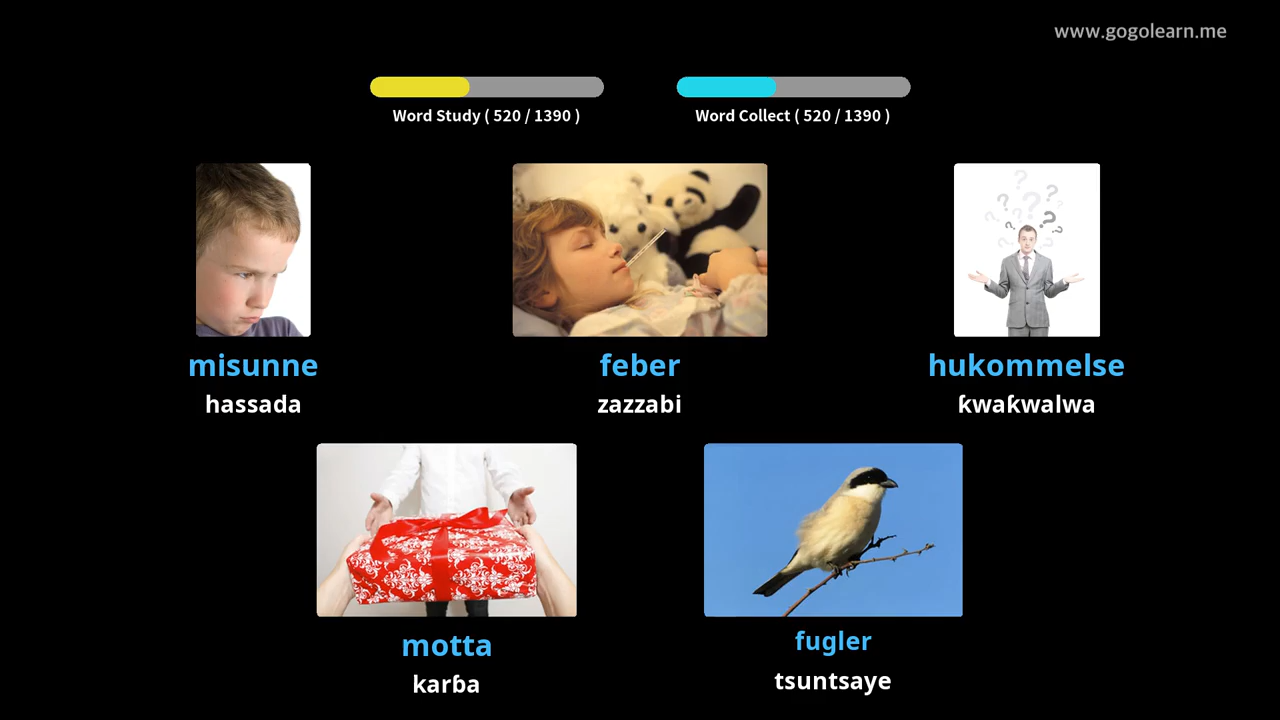 www.gogolearn.me
Word Study ( 520 / 1390 )
Word Collect ( 520 / 1390 )
misunne
hassada
feber
zazzabi
hukommelse
ƙwaƙwalwa
motta
karɓa
fugler
tsuntsaye